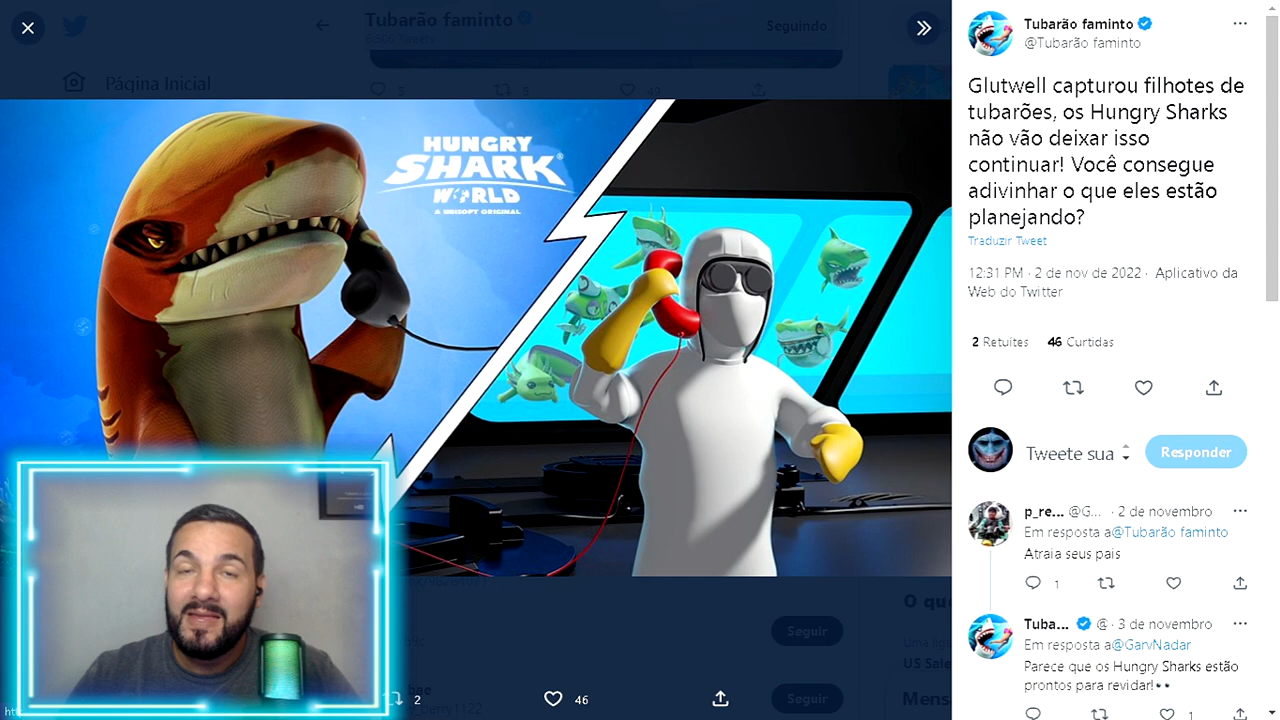 Tubarão faminto
Seguindo
Página Inicial
5
5
49
HUNGRY
SHARK
WORLD
A UBISOFT ORIGINAL
2
46
Seguir
Seguir
O que
US Sale
Mens
Tubarão faminto
@Tubarão faminto
Glutwell capturou filhotes de
tubarões, os Hungry Sharks
não vão deixar isso
continuar! Você consegue
adivinhar o que eles estão
planejando?
Traduzir Tweet
12:31 PM · 2 de nov de 2022 · Aplicativo da
Web do Twitter
2 Retuítes 46 Curtidas
Tweete sua
Responder
p_re... @G... · 2 de novembro
Em resposta a@Tubarão faminto
Atraia seus pais
1
Tuba... @ · 3 de novembro
Em resposta a@GarvNadar
Parece que os Hungry Sharks estão
prontos para revidar!👀
1